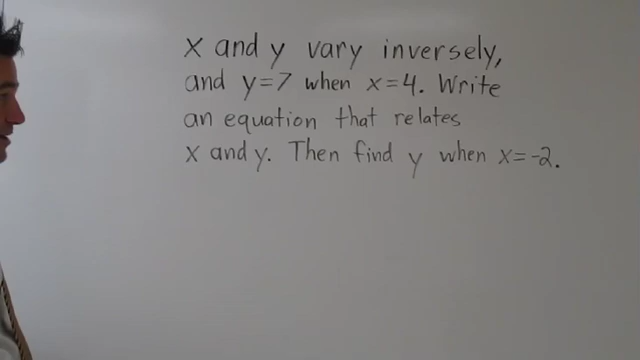 x and y vary inversely,
and y=7 when x=4. Write
an equation that relates
x and y. Then find y when x=-2.